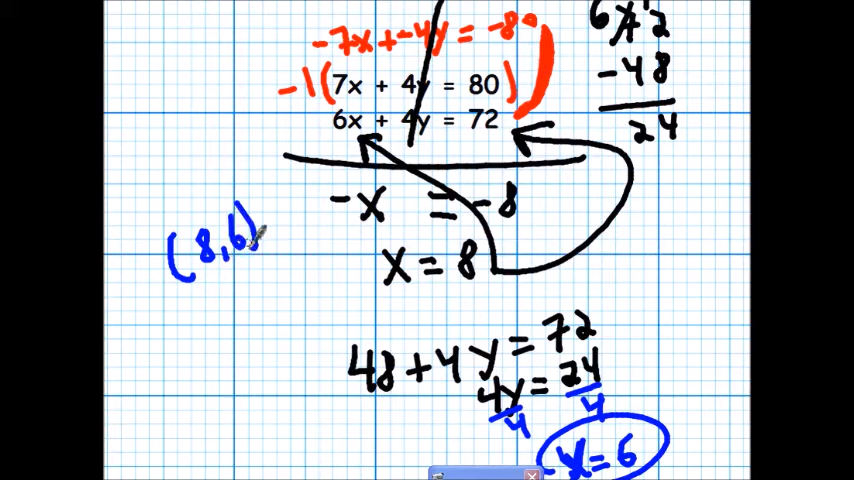 -7x + -4y = -80
-1(7x + 4y = 80)
6x + 4y = 72
-x = -8
x = 8
(8,6)
48 + 4y = 72
4y = 24
4 4
y = 6
72
-48
24